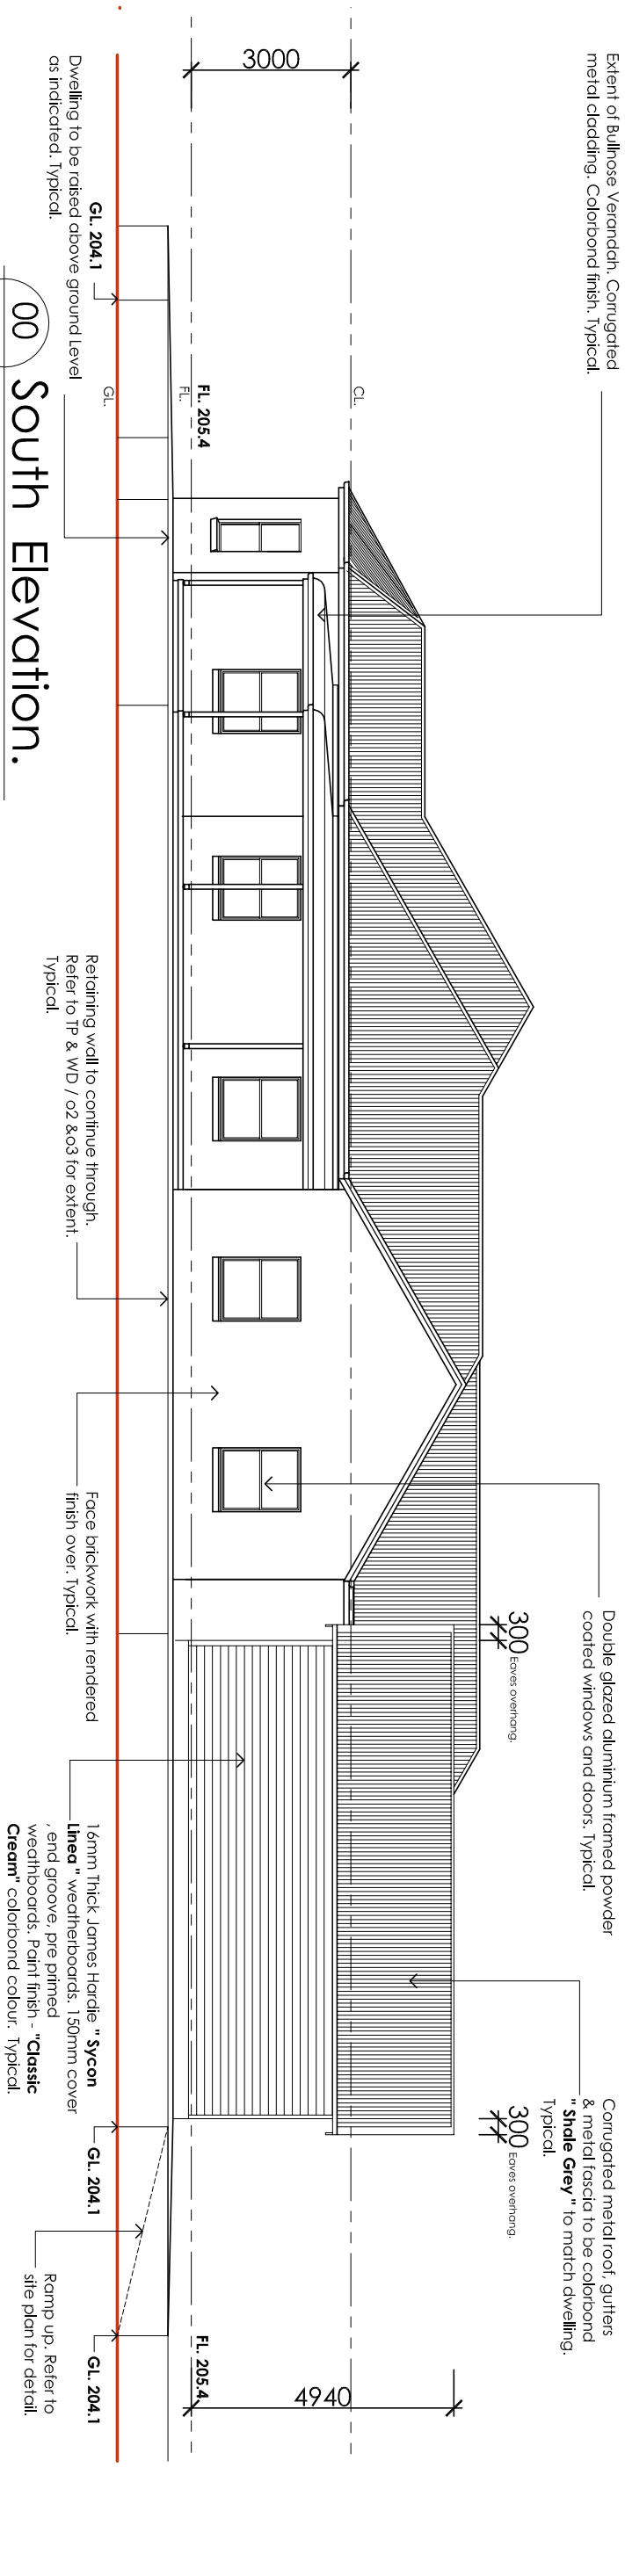 Extent of Bullnose Verandah. Corrugated
metal cladding. Colorbond finish. Typical.
Double glazed aluminium framed powder
coated windows and doors. Typical.
Corrugated metal roof, gutters
& metal fascia to be colorbond
" Shale Grey " to match dwelling.
Typical.
300
Eaves overhang.
300
Eaves overhang.
3000
4940
CL.
FL. 205.4
FL.
FL. 205.4
GL.
GL. 204.1
GL. 204.1
GL. 204.1
Dwelling to be raised above ground Level
as indicated. Typical.
Retaining wall to continue through.
Refer to TP & WD / o2 &o3 for extent.
Typical.
Face brickwork with rendered
finish over. Typical.
16mm Thick James Hardie " Sycon
Linea " weatherboards. 150mm cover
, end groove, pre primed
weathboards. Paint finish - "Classic
Cream" colorbond colour. Typical.
Ramp up. Refer to
site plan for detail.
00 South Elevation.